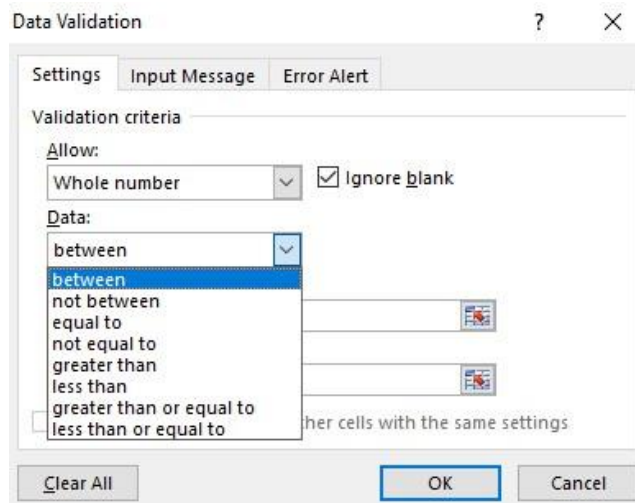 Data Validation ? ×
Settings Input Message Error Alert
Validation criteria
Allow:
Whole number Ignore blank
Data:
between
between
not between
equal to
not equal to
greater than
less than
greater than or equal to
less than or equal to
her cells with the same settings
Clear All OK Cancel